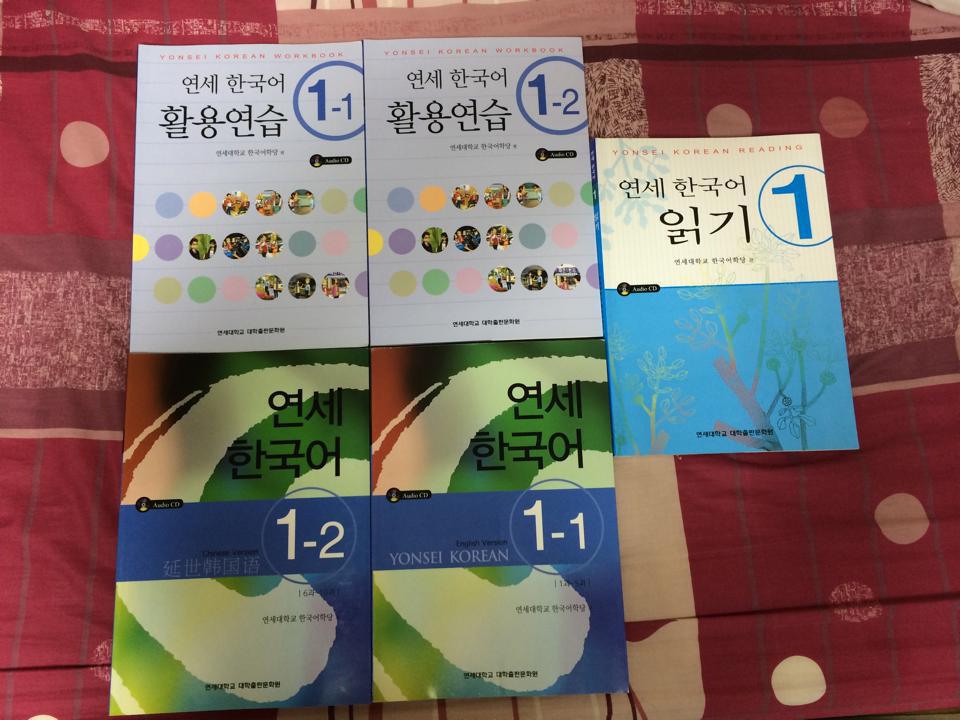 YONSEI KOREAN WORKBOOK
연세 한국어
활용연습
1-1
연세대학교 한국어학당 편
Audio CD
연세대학교 대학출판문화원
YONSEI KOREAN WORKBOOK
연세 한국어
활용연습
1-2
연세대학교 한국어학당 편
Audio CD
연세대학교 대학출판문화원
YONSEI KOREAN READING
연세 한국어
읽기
1
연세대학교 한국어학당 편
Audio CD
연세대학교 대학출판문화원
연세
한국어
Audio CD
1-2
Chinese Version
延世韩国语
연세대학교 한국어학당
연세대학교 대학출판문화원
연세
한국어
Audio CD
1-1
English Version
YONSEI KOREAN
1과~5과
연세대학교 한국어학당
연세대학교 대학출판문화원